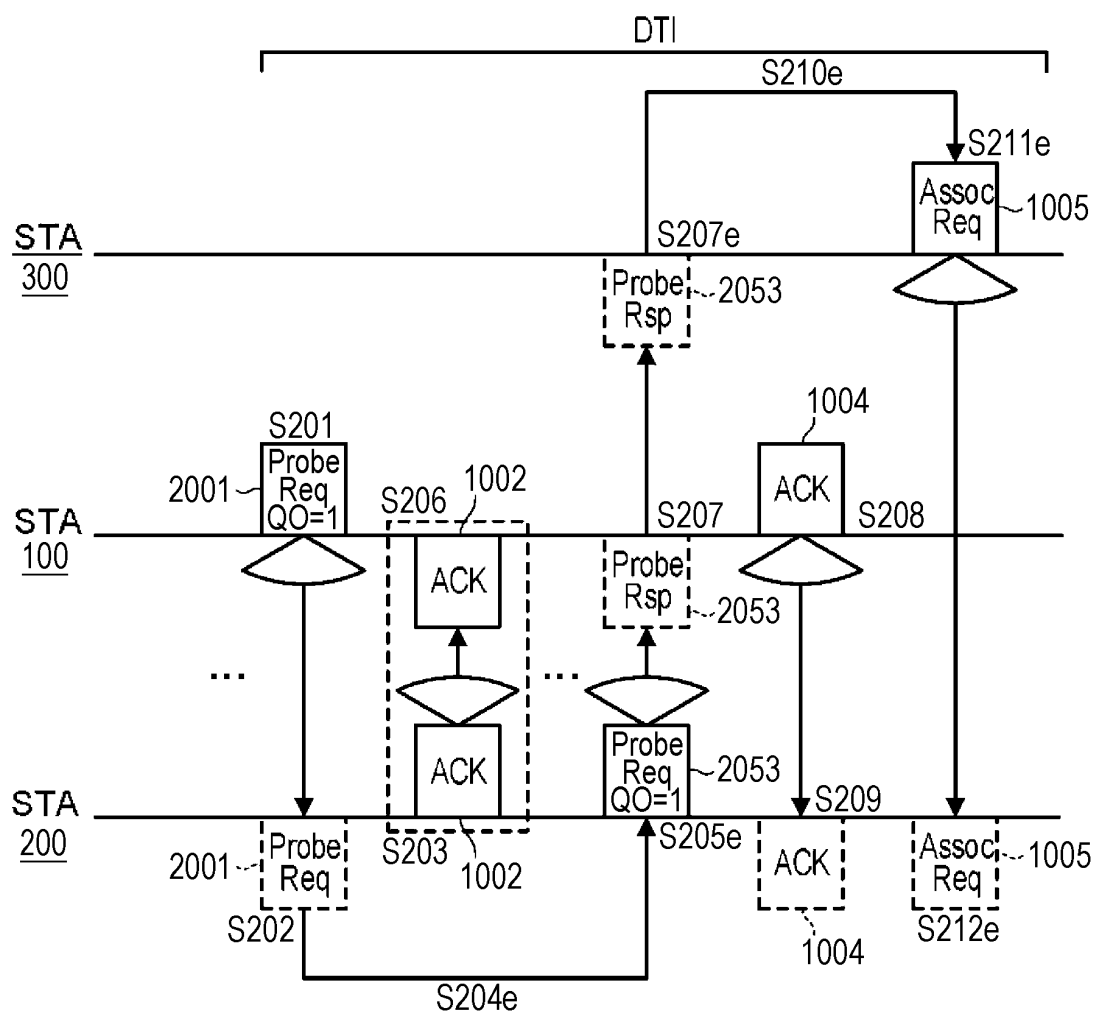 DTI
S210e
S211e
Assoc
Req
1005
STA
300
S207e
Probe
Rsp
2053
S201
Probe
Req
QO=1
2001
S206
1002
1004
ACK
STA
100
S207
S208
ACK
Probe
Rsp
2053
...
...
ACK
Probe
Req
QO=1
2053
STA
200
S209
S203
1002
S205e
2001
Probe
Req
S202
ACK
1004
Assoc
Req
1005
S212e
S204e